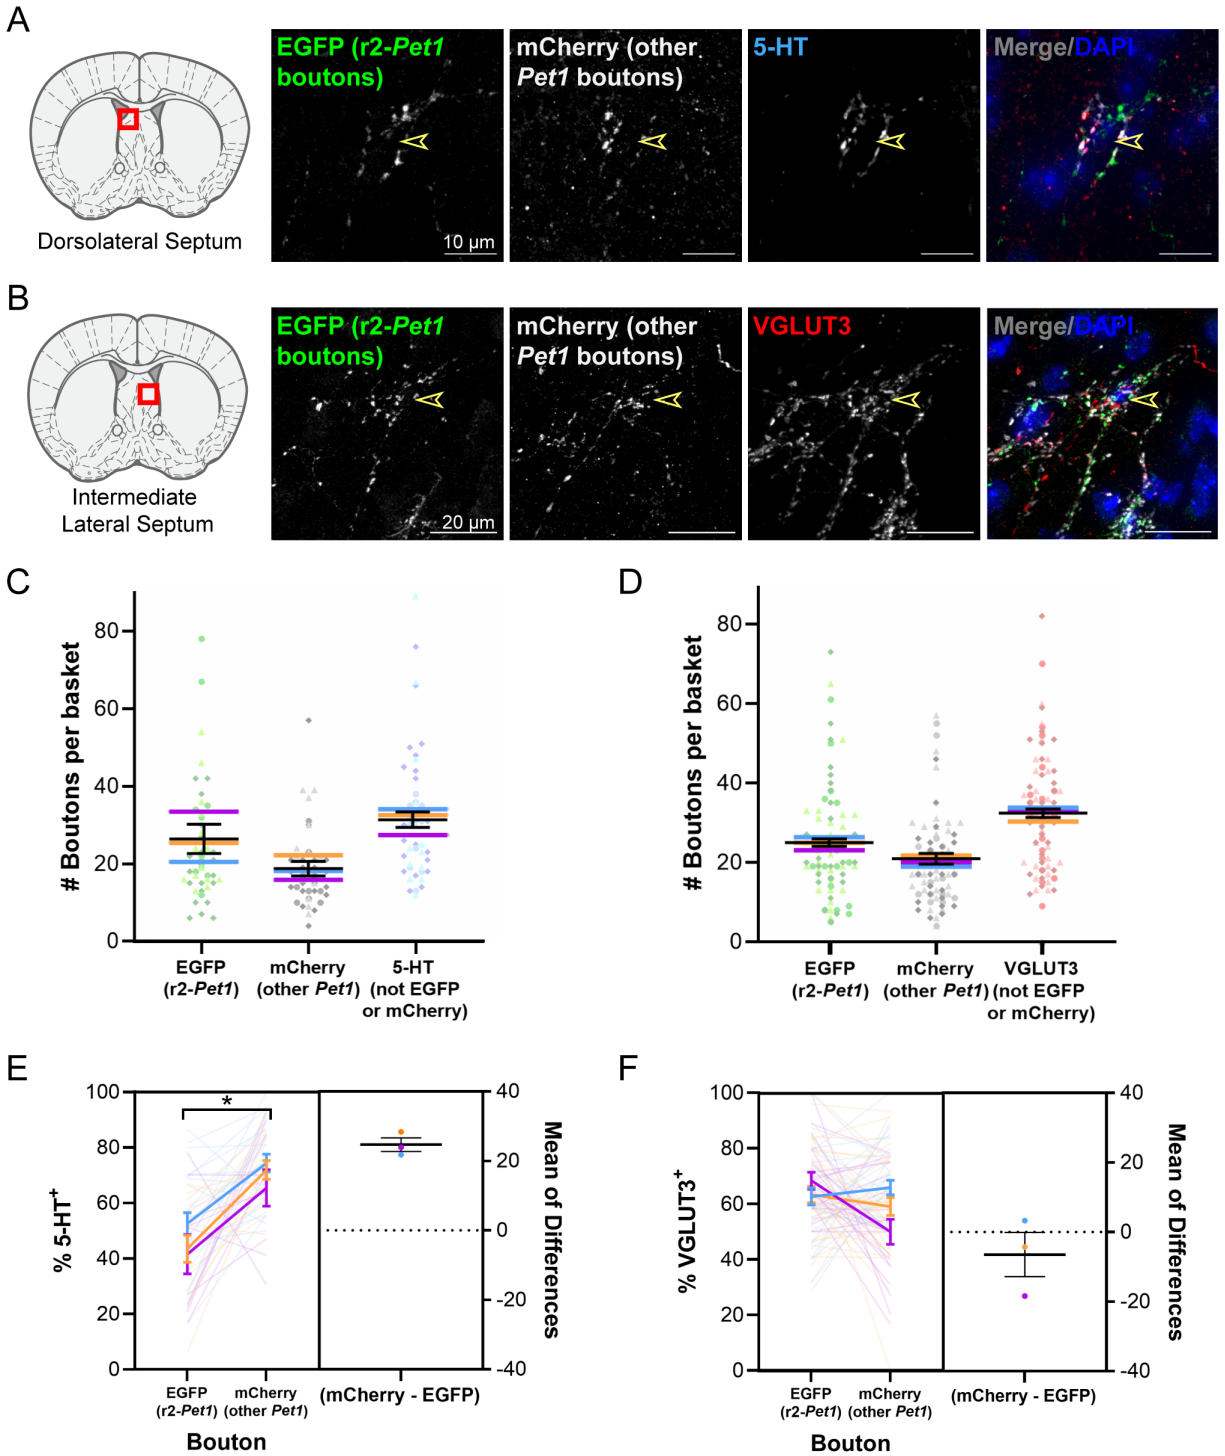 A
EGFP (r2-Pet1
boutons)
mCherry (other
Pet1 boutons)
5-HT
Merge/DAPI
10 µm
Dorsolateral Septum
B
EGFP (r2-Pet1
boutons)
mCherry (other
Pet1 boutons)
VGLUT3
Merge/DAPI
20 µm
Intermediate
Lateral Septum
C
# Boutons per basket
80
60
40
20
0
EGFP
(r2-Pet1)
mCherry
(other Pet1)
5-HT
(not EGFP
or mCherry)
D
# Boutons per basket
80
60
40
20
0
EGFP
(r2-Pet1)
mCherry
(other Pet1)
VGLUT3
(not EGFP
or mCherry)
E
% 5-HT+
100
80
60
40
20
0
*
EGFP
(r2-Pet1)
mCherry
(other Pet1)
Bouton
40
20
0
-20
-40
Mean of Differences
(mCherry - EGFP)
F
% VGLUT3+
100
80
60
40
20
0
EGFP
(r2-Pet1)
mCherry
(other Pet1)
Bouton
40
20
0
-20
-40
Mean of Differences
(mCherry - EGFP)